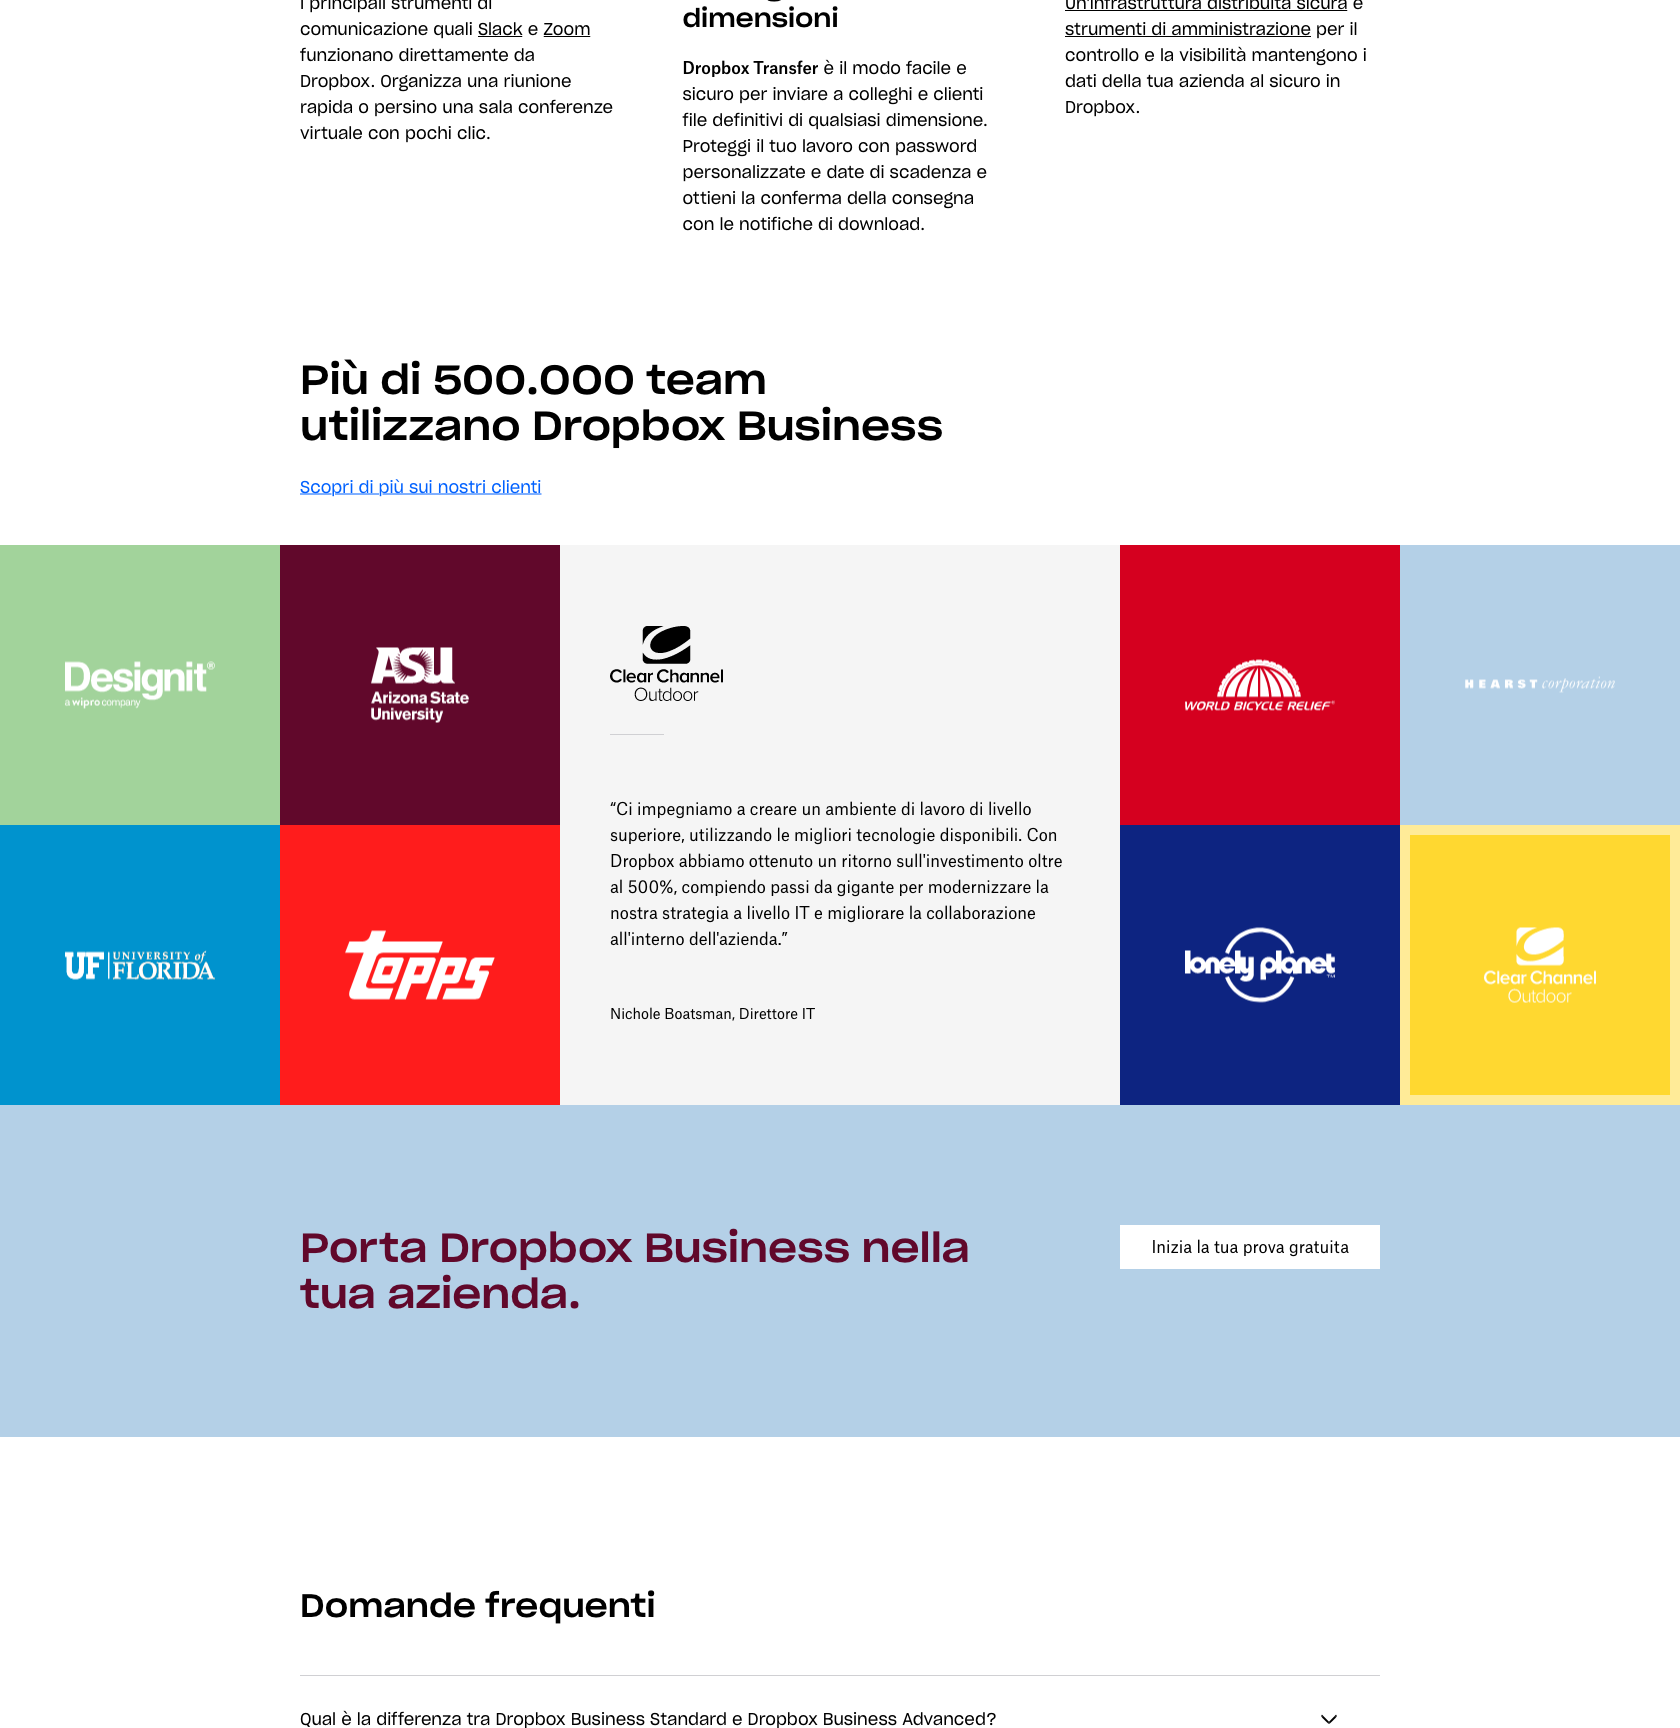 I principali strumenti di
comunicazione quali Slack e Zoom
funzionano direttamente da
Dropbox. Organizza una riunione
rapida o persino una sala conferenze
virtuale con pochi clic.
dimensioni
Dropbox Transfer è il modo facile e
sicuro per inviare a colleghi e clienti
file definitivi di qualsiasi dimensione.
Proteggi il tuo lavoro con password
personalizzate e date di scadenza e
ottieni la conferma della consegna
con le notifiche di download.
Un'infrastruttura distribuita sicura e
strumenti di amministrazione per il
controllo e la visibilità mantengono i
dati della tua azienda al sicuro in
Dropbox.
Più di 500.000 team
utilizzano Dropbox Business
Scopri di più sui nostri clienti
Designit®
a wipro company
ASU
Arizona State
University
Clear Channel
Outdoor
WORLD BICYCLE RELIEF®
HEARST corporation
UF UNIVERSITY of
FLORIDA
Topps
“Ci impegniamo a creare un ambiente di lavoro di livello
superiore, utilizzando le migliori tecnologie disponibili. Con
Dropbox abbiamo ottenuto un ritorno sull'investimento oltre
al 500%, compiendo passi da gigante per modernizzare la
nostra strategia a livello IT e migliorare la collaborazione
all'interno dell'azienda.”
Nichole Boatsman, Direttore IT
lonely planet
Clear Channel
Outdoor
Porta Dropbox Business nella
tua azienda.
Inizia la tua prova gratuita
Domande frequenti
Qual è la differenza tra Dropbox Business Standard e Dropbox Business Advanced?